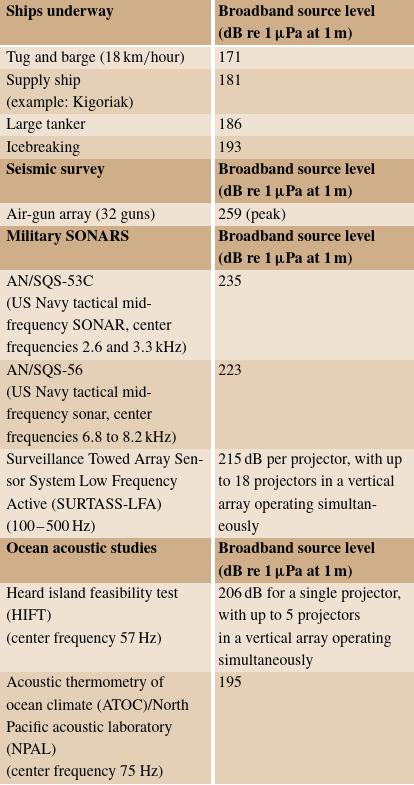 Ships underway
Broadband source level
(dB re 1 μPa at 1 m)
Tug and barge (18 km/hour)
171
Supply ship
(example: Kigoriak)
181
Large tanker
186
Icebreaking
193
Seismic survey
Broadband source level
(dB re 1 μPa at 1 m)
Air-gun array (32 guns)
259 (peak)
Military SONARS
Broadband source level
(dB re 1 μPa at 1 m)
AN/SQS-53C
(US Navy tactical mid-
frequency SONAR, center
frequencies 2.6 and 3.3 kHz)
235
AN/SQS-56
(US Navy tactical mid-
frequency sonar, center
frequencies 6.8 to 8.2 kHz)
223
Surveillance Towed Array Sen-
sor System Low Frequency
Active (SURTASS-LFA)
(100–500 Hz)
215 dB per projector, with up
to 18 projectors in a vertical
array operating simultan-
eously
Ocean acoustic studies
Broadband source level
(dB re 1 μPa at 1 m)
Heard island feasibility test
(HIFT)
(center frequency 57 Hz)
206 dB for a single projector,
with up to 5 projectors
in a vertical array operating
simultaneously
Acoustic thermometry of
ocean climate (ATOC)/North
Pacific acoustic laboratory
(NPAL)
(center frequency 75 Hz)
195